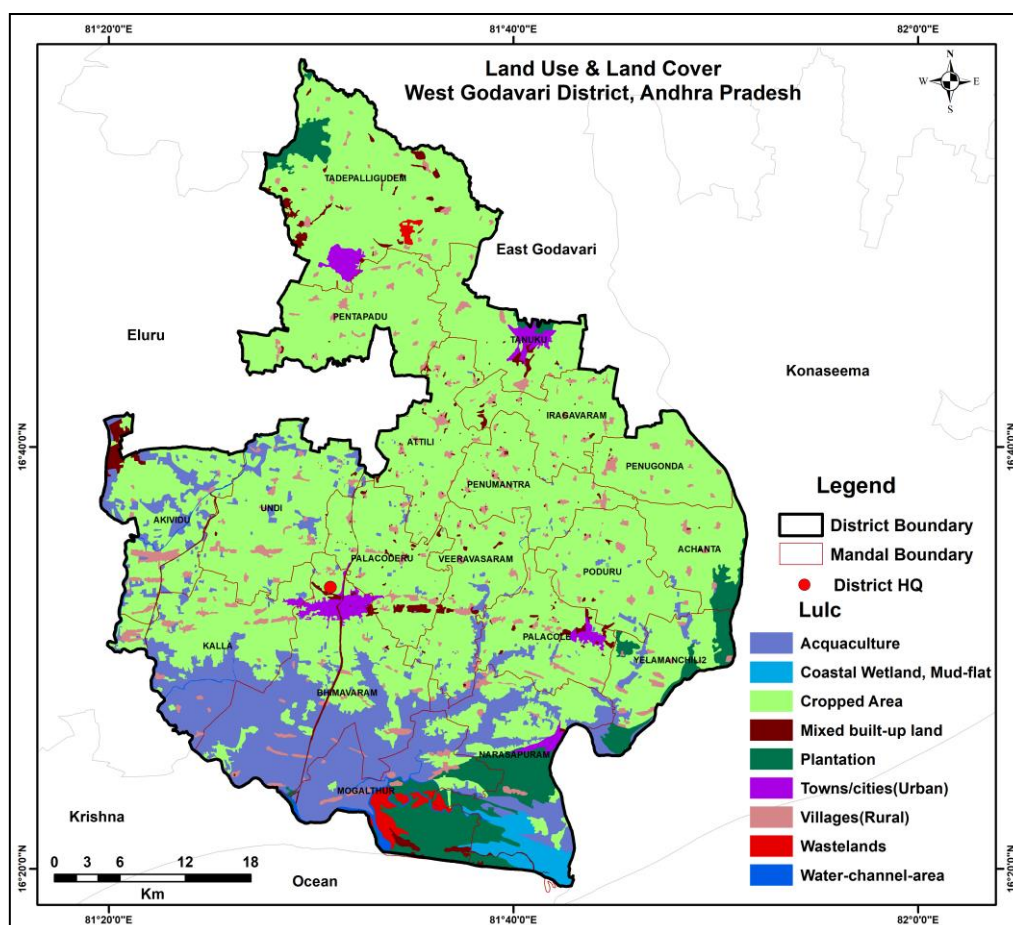 81°20'0"E
81°40'0"E
82°0'0"E
Land Use & Land Cover
West Godavari District, Andhra Pradesh
N
W
E
S
TADEPALLIGUDEM
East Godavari
PENTAPADU
Eluru
TANUKU
Konaseema
IRAGAVARAM
ATTILI
16°40'0"N
16°40'0"N
PENUGONDA
PENUMANTRA
Legend
UNDI
AKIVIDU
District Boundary
ACHANTA
Mandal Boundary
PALACODERU
VEERAVASARAM
PODURU
District HQ
Lulc
PALACOLE
KALLA
Acquaculture
YELAMANCHILI2
Coastal Wetland, Mud-flat
BHIMAVARAM
Cropped Area
Mixed built-up land
NARASAPURAM
Plantation
MOGALTHUR
Towns/cities(Urban)
Krishna
Villages(Rural)
Wastelands
0 3 6 12 18
Km
Ocean
Water-channel-area
16°20'0"N
16°20'0"N
81°20'0"E
81°40'0"E
82°0'0"E